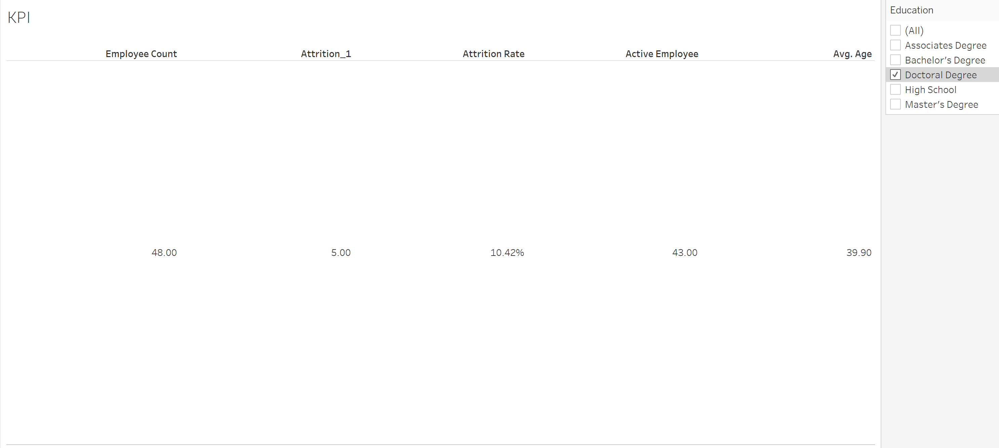 KPI
Employee Count Attrition_1 Attrition Rate Active Employee Avg. Age
48.00 5.00 10.42% 43.00 39.90
Education
(All)
Associates Degree
Bachelor’s Degree
Doctoral Degree
High School
Master’s Degree